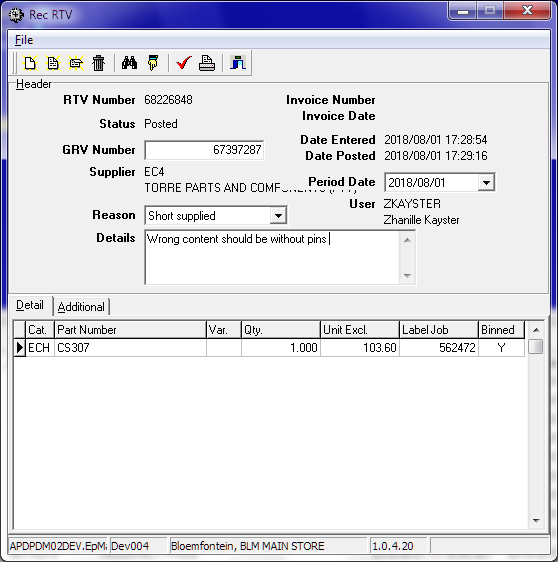 Rec RTV
File
Header
RTV Number 68226848
Invoice Number
Invoice Date
Status Posted
Date Entered 2018/08/01 17:28:54
GRV Number 67397287
Date Posted 2018/08/01 17:29:16
Supplier EC4
TORRE PARTS AND COMPONENTS (PTY)
Period Date 2018/08/01
User ZKAYSTER
Zhanille Kayster
Reason Short supplied
Details Wrong content should be without pins
Detail Additional
Cat. Part Number Var. Qty. Unit Excl. Label Job Binned
ECH CS307 1.000 103.60 562472 Y
APDPDM02DEV.EpMa Dev004 Bloemfontein, BLM MAIN STORE 1.0.4.20